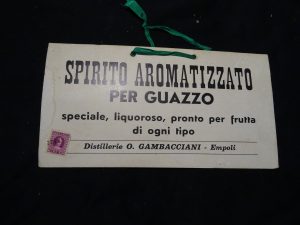 SPIRITO AROMATIZZATO
PER GUAZZO
speciale, liquoroso, pronto per frutta
di ogni tipo
Distillerie O. GAMBACCIANI - Empoli